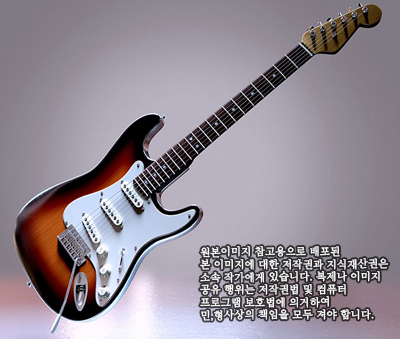 원본이미지 참고용으로 배포된
본 이미지에 대한 저작권과 지식재산권은
소속 작가에게 있습니다. 복제나 이미지
공유 행위는 저작권법 및 컴퓨터
프로그램 보호법에 의거하여
민,형사상의 책임을 모두 져야 합니다.